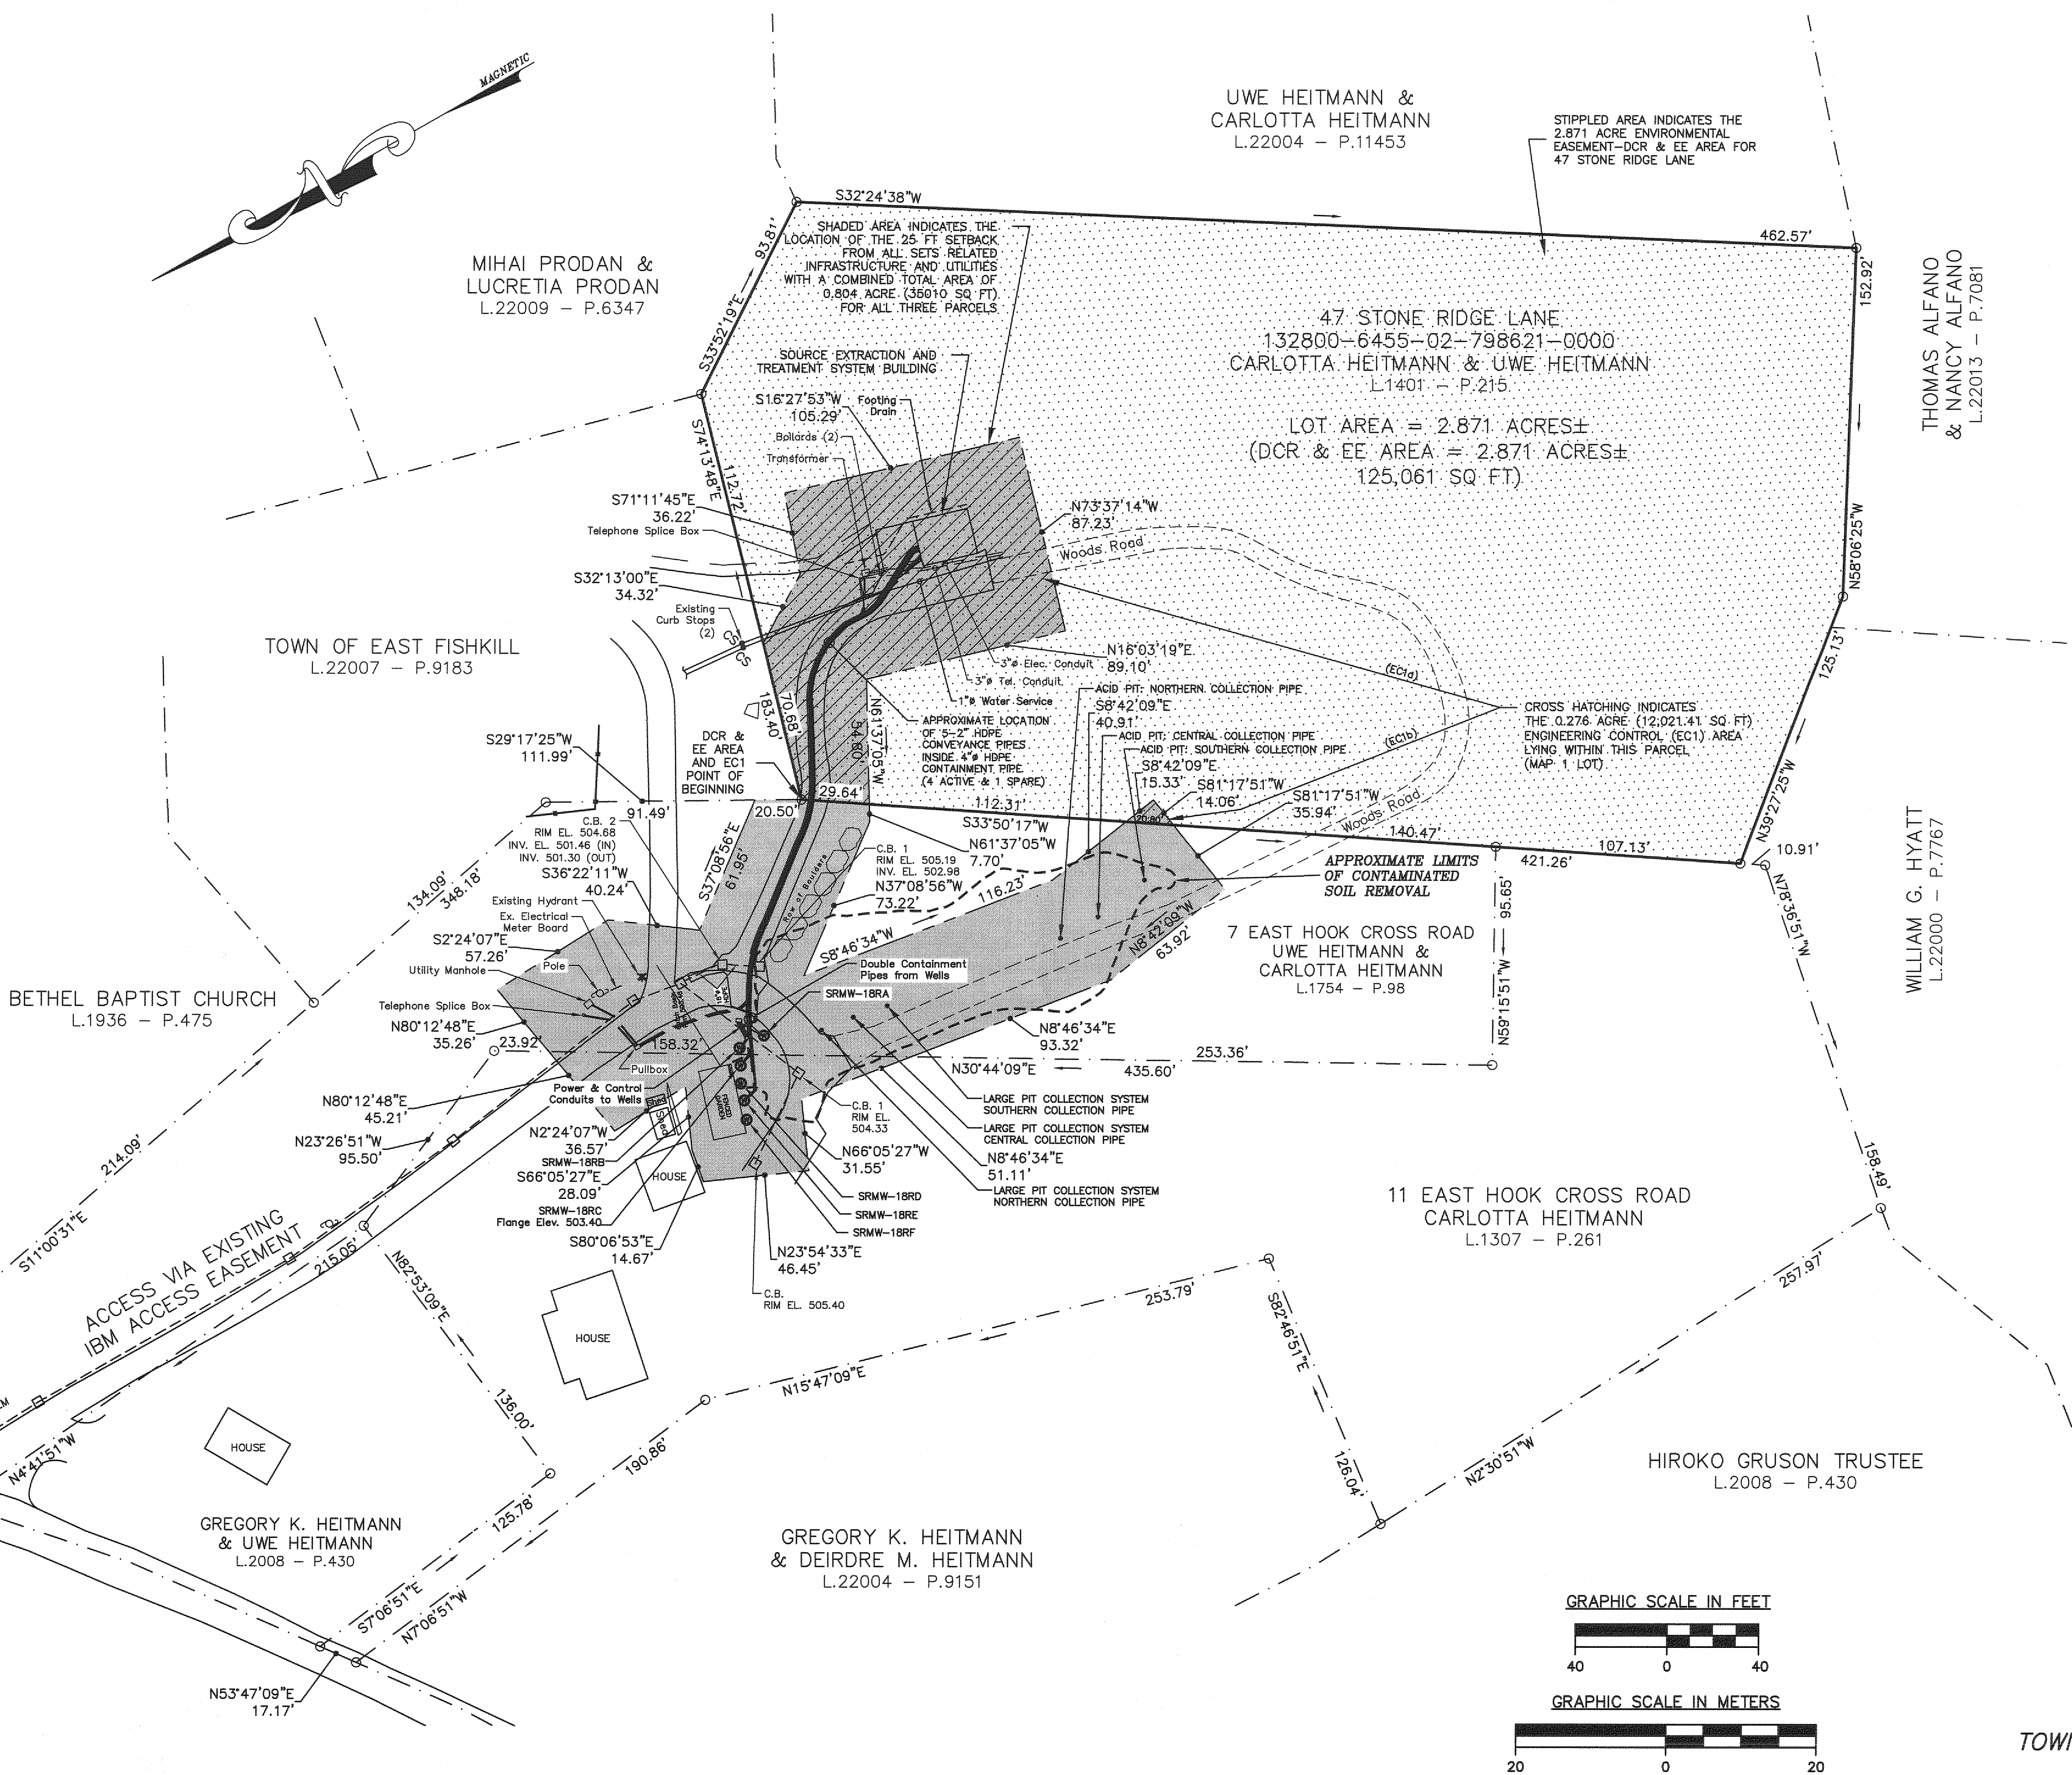 MAGNETIC
N
UWE HEITMANN &
CARLOTTA HEITMANN
L.22004 - P.11453
STIPPLED AREA INDICATES THE
2.871 ACRE ENVIRONMENTAL
EASEMENT-DCR & EE AREA FOR
47 STONE RIDGE LANE
S32°24'38"W
462.57'
93.81'
S33°52'19"E
SHADED AREA INDICATES THE
LOCATION OF THE 25 FT SETBACK
FROM ALL SETS RELATED
INFRASTRUCTURE AND UTILITIES
WITH A COMBINED TOTAL AREA OF
0.804 ACRE (35010 SQ FT)
FOR ALL THREE PARCELS
MIHAI PRODAN &
LUCRETIA PRODAN
L.22009 - P.6347
THOMAS ALFANO
& NANCY ALFANO
L.22013 - P.7081
152.92'
N58°06'25"W
47 STONE RIDGE LANE
132800-6455-02-798621-0000
CARLOTTA HEITMANN & UWE HEITMANN
L.1401 - P.215
LOT AREA = 2.871 ACRES±
(DCR & EE AREA = 2.871 ACRES±
125,061 SQ FT)
SOURCE EXTRACTION AND
TREATMENT SYSTEM BUILDING
S16°27'53"W
105.29'
Footing
Drain
Bollards (2)
Transformer
S74°13'48"E
112.72'
S71°11'45"E
36.22'
Telephone Splice Box
N73°37'14"W
87.23'
Woods Road
S32°13'00"E
34.32'
Existing
Curb Stops
(2)
CS
CS
TOWN OF EAST FISHKILL
L.22007 - P.9183
125.13'
N39°27'25"W
N16°03'19"E
89.10'
3"ø Elec. Conduit
3"ø Tel. Conduit
1"ø Water Service
(EC1a)
(EC1b)
ACID PIT: NORTHERN COLLECTION PIPE
S8°42'09"E
40.91'
ACID PIT: CENTRAL COLLECTION PIPE
ACID PIT: SOUTHERN COLLECTION PIPE
S8°42'09"E
15.33'
S81°17'51"W
14.06'
S81°17'51"W
35.94'
CROSS HATCHING INDICATES
THE 0.276 ACRE (12,021.41 SQ FT)
ENGINEERING CONTROL (EC1) AREA
LYING WITHIN THIS PARCEL
(MAP 1 LOT)
APPROXIMATE LOCATION
OF 5-2" HDPE
CONVEYANCE PIPES
INSIDE 4"ø HDPE
CONTAINMENT PIPE
(4 ACTIVE & 1 SPARE)
70.68'
183.40'
N61°37'05"W
54.60'
S29°17'25"W
111.99'
DCR &
EE AREA
AND EC1
POINT OF
BEGINNING
29.64'
20.50'
91.49'
112.31'
20.80'
S33°50'17"W
Woods Road
140.47'
107.13'
421.26'
10.91'
C.B. 2
RIM EL. 504.68
INV. EL. 501.46 (IN)
INV. 501.30 (OUT)
S36°22'11"W
40.24'
S37°08'56"E
61.95'
Row of Boulders
C.B. 1
RIM EL. 505.19
INV. EL. 502.98
N61°37'05"W
7.70'
N37°08'56"W
73.22'
116.23'
S8°46'34"W
APPROXIMATE LIMITS
OF CONTAMINATED
SOIL REMOVAL
134.09'
348.18'
Existing Hydrant
Ex. Electrical
Meter Board
S2°24'07"E
57.26'
Utility Manhole
Pole
N8°42'09"W
63.92'
7 EAST HOOK CROSS ROAD
UWE HEITMANN &
CARLOTTA HEITMANN
L.1754 - P.98
95.65'
N59°15'51"W
N78°36'51"W
WILLIAM G. HYATT
L.22000 - P.7767
BETHEL BAPTIST CHURCH
L.1936 - P.475
Double Containment
Pipes from Wells
SRMW-18RA
Telephone Splice Box
N80°12'48"E
35.26'
23.92'
158.32'
Pullbox
Power & Control
Conduits to Wells
N8°46'34"E
93.32'
253.36'
N30°44'09"E
435.60'
N80°12'48"E
45.21'
Shed
Shed
FENCED
GARDEN
C.B. 1
RIM EL.
504.33
LARGE PIT COLLECTION SYSTEM
SOUTHERN COLLECTION PIPE
LARGE PIT COLLECTION SYSTEM
CENTRAL COLLECTION PIPE
N8°46'34"E
51.11'
LARGE PIT COLLECTION SYSTEM
NORTHERN COLLECTION PIPE
N23°26'51"W
95.50'
N2°24'07"W
36.57'
SRMW-18RB
S66°05'27"E
28.09'
SRMW-18RC
Flange Elev. 503.40
HOUSE
N66°05'27"W
31.55'
SRMW-18RD
SRMW-18RE
SRMW-18RF
S80°06'53"E
14.67'
N23°54'33"E
46.45'
C.B.
RIM EL. 505.40
214.09'
S11°00'31"E
158.49'
11 EAST HOOK CROSS ROAD
CARLOTTA HEITMANN
L.1307 - P.261
ACCESS VIA EXISTING
IBM ACCESS EASEMENT
215.05'
N82°53'09"E
136.00'
HOUSE
253.79'
N15°47'09"E
S82°46'51"E
126.04'
257.97'
N2°30'51"W
190.86'
HOUSE
N4°41'51"W
125.78'
S7°06'51"E
N7°06'51"W
GREGORY K. HEITMANN
& UWE HEITMANN
L.2008 - P.430
GREGORY K. HEITMANN
& DEIRDRE M. HEITMANN
L.22004 - P.9151
HIROKO GRUSON TRUSTEE
L.2008 - P.430
N53°47'09"E
17.17'
GRAPHIC SCALE IN FEET
40 0 40
GRAPHIC SCALE IN METERS
20 0 20
TOWN